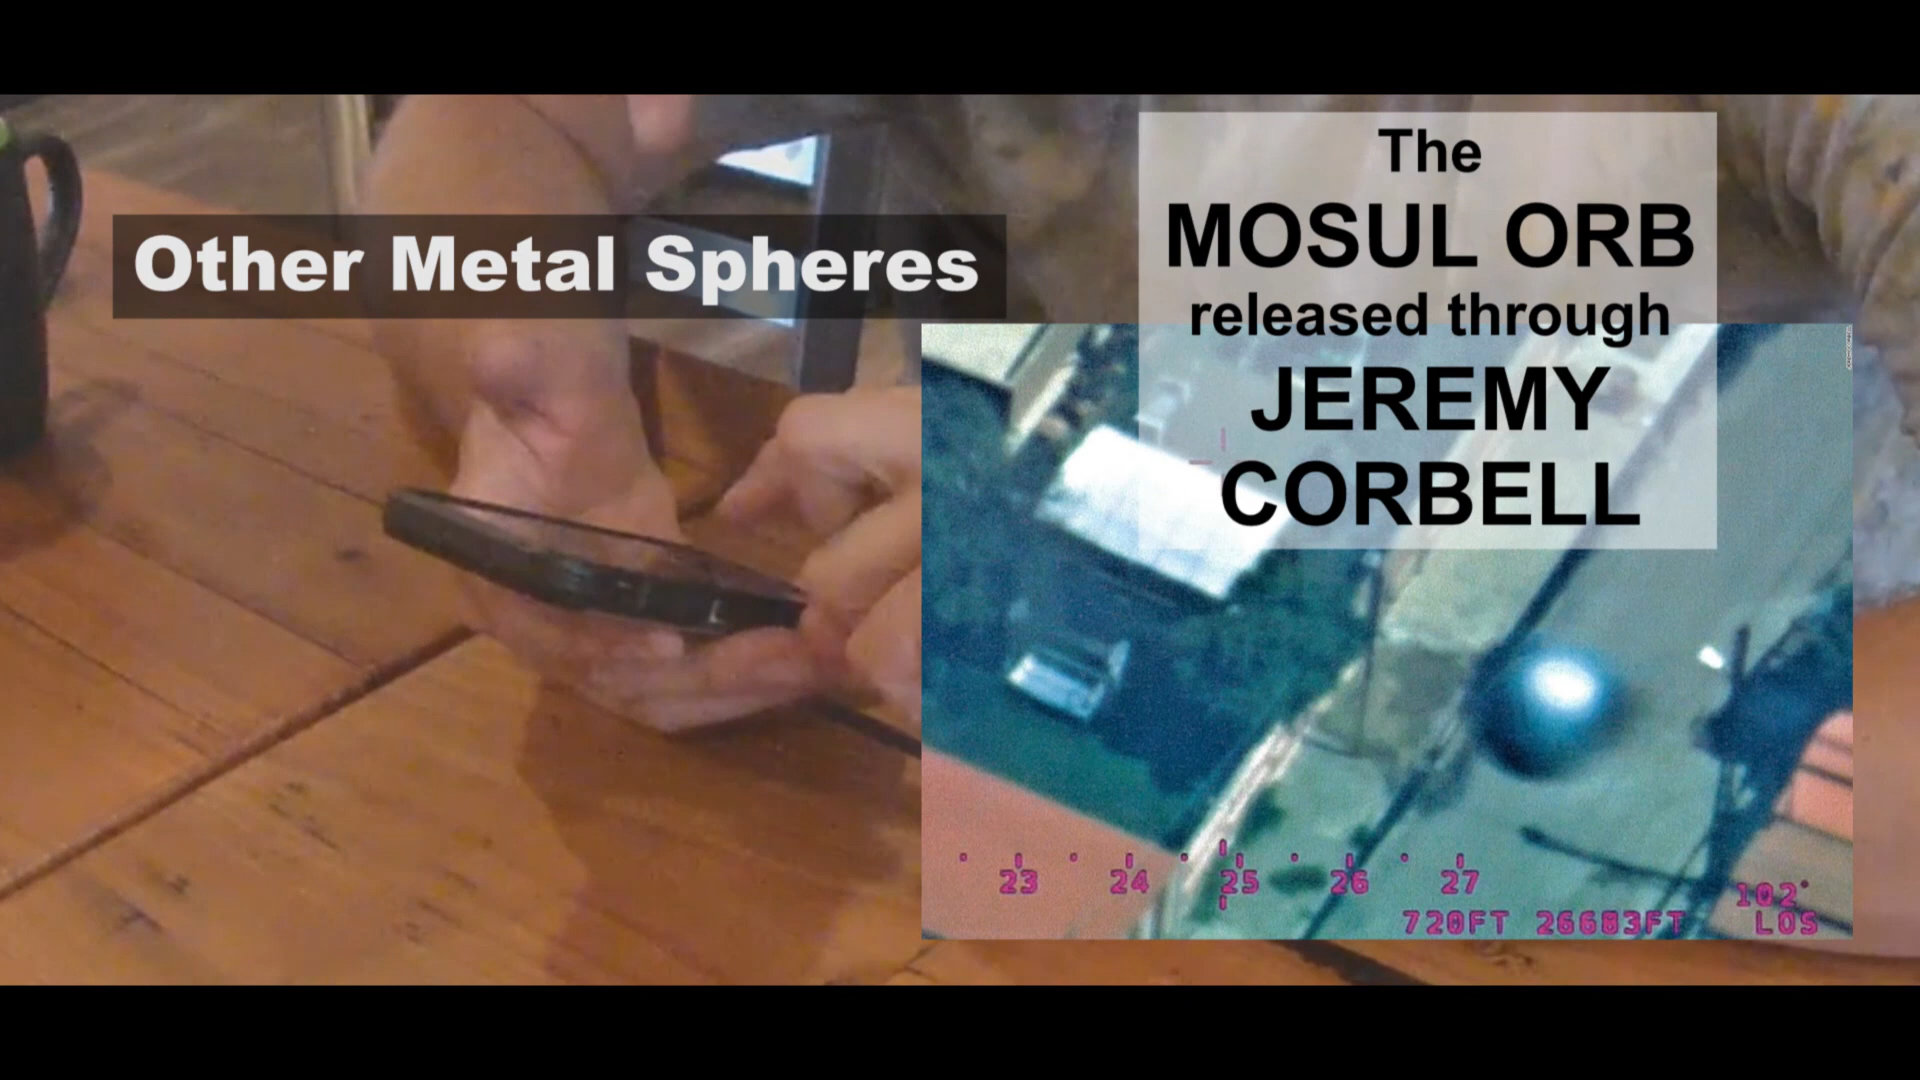 Other Metal Spheres
The
MOSUL ORB
released through
JEREMY
CORBELL
23 24 25 26 27
102°
720FT 26683FT LOS